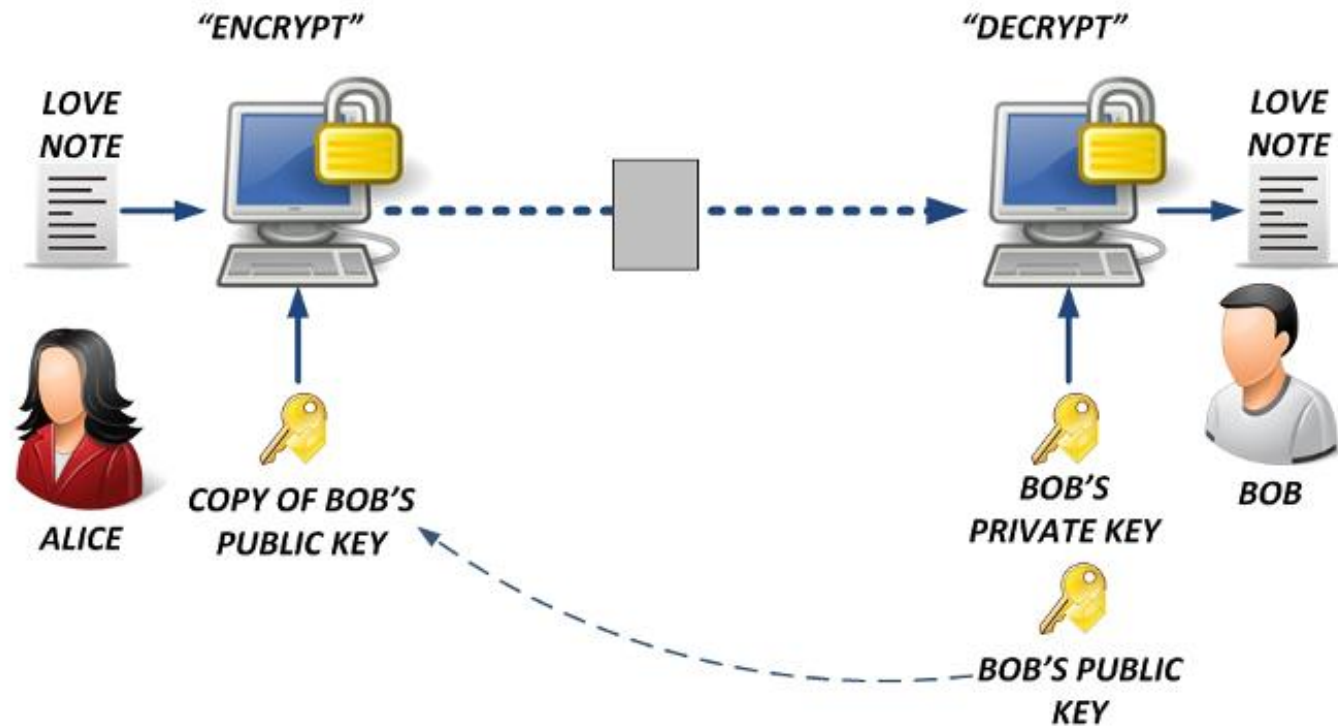 “ENCRYPT”
“DECRYPT”
LOVE
NOTE
LOVE
NOTE
ALICE
COPY OF BOB’S
PUBLIC KEY
BOB’S
PRIVATE KEY
BOB
BOB’S PUBLIC
KEY